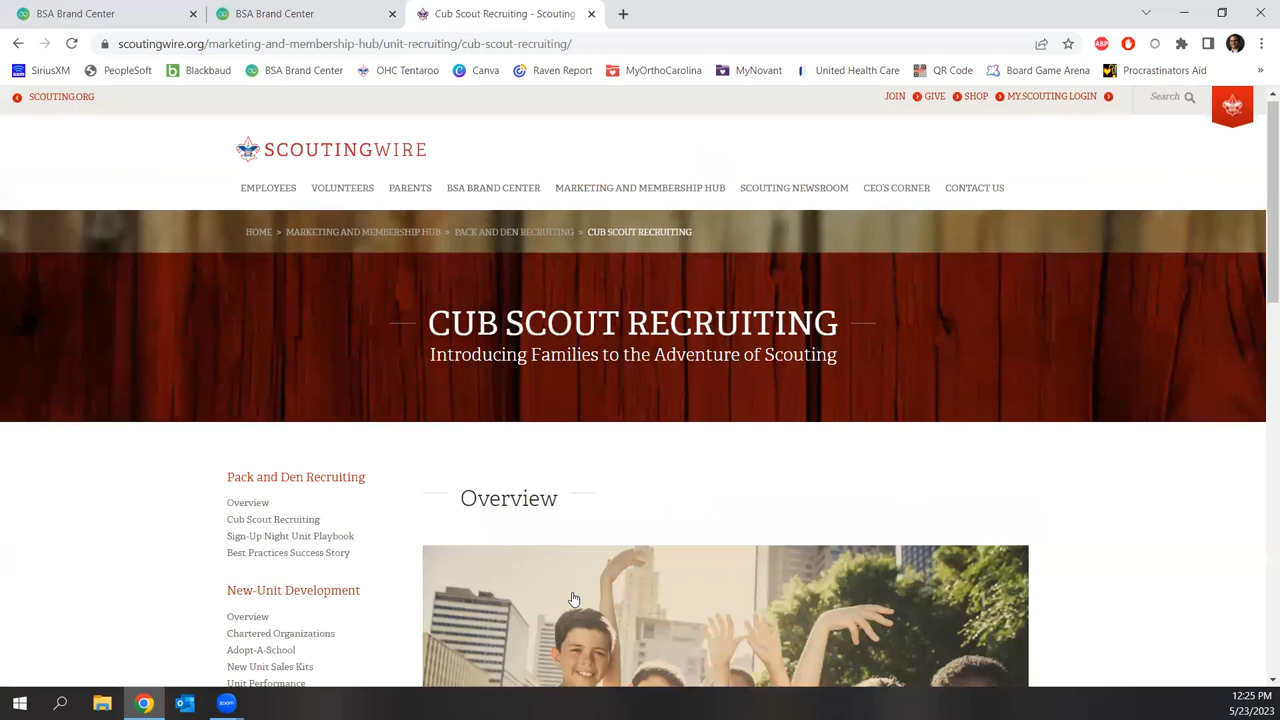 BSA Brand Center
BSA Brand Center
Cub Scout Recruiting - Scouting
scoutingwire.org/marketing-and-membership-hub/unit-recruiting/cub-scout-recruiting/
ABP
SiriusXM PeopleSoft Blackbaud BSA Brand Center OHC Tentaroo Canva Raven Report MyOrthoCarolina MyNovant United Health Care QR Code Board Game Arena Procrastinators Aid »
SCOUTING.ORG
JOIN GIVE SHOP MY.SCOUTING LOGIN
Search
SCOUTINGWIRE
EMPLOYEES VOLUNTEERS PARENTS BSA BRAND CENTER MARKETING AND MEMBERSHIP HUB SCOUTING NEWSROOM CEO'S CORNER CONTACT US
HOME > MARKETING AND MEMBERSHIP HUB > PACK AND DEN RECRUITING > CUB SCOUT RECRUITING
CUB SCOUT RECRUITING
Introducing Families to the Adventure of Scouting
Pack and Den Recruiting
Overview
Cub Scout Recruiting
Sign-Up Night Unit Playbook
Best Practices Success Story
New-Unit Development
Overview
Chartered Organizations
Adopt-A-School
New Unit Sales Kits
Unit Performance
Overview
zoom
12:25 PM
5/23/2023